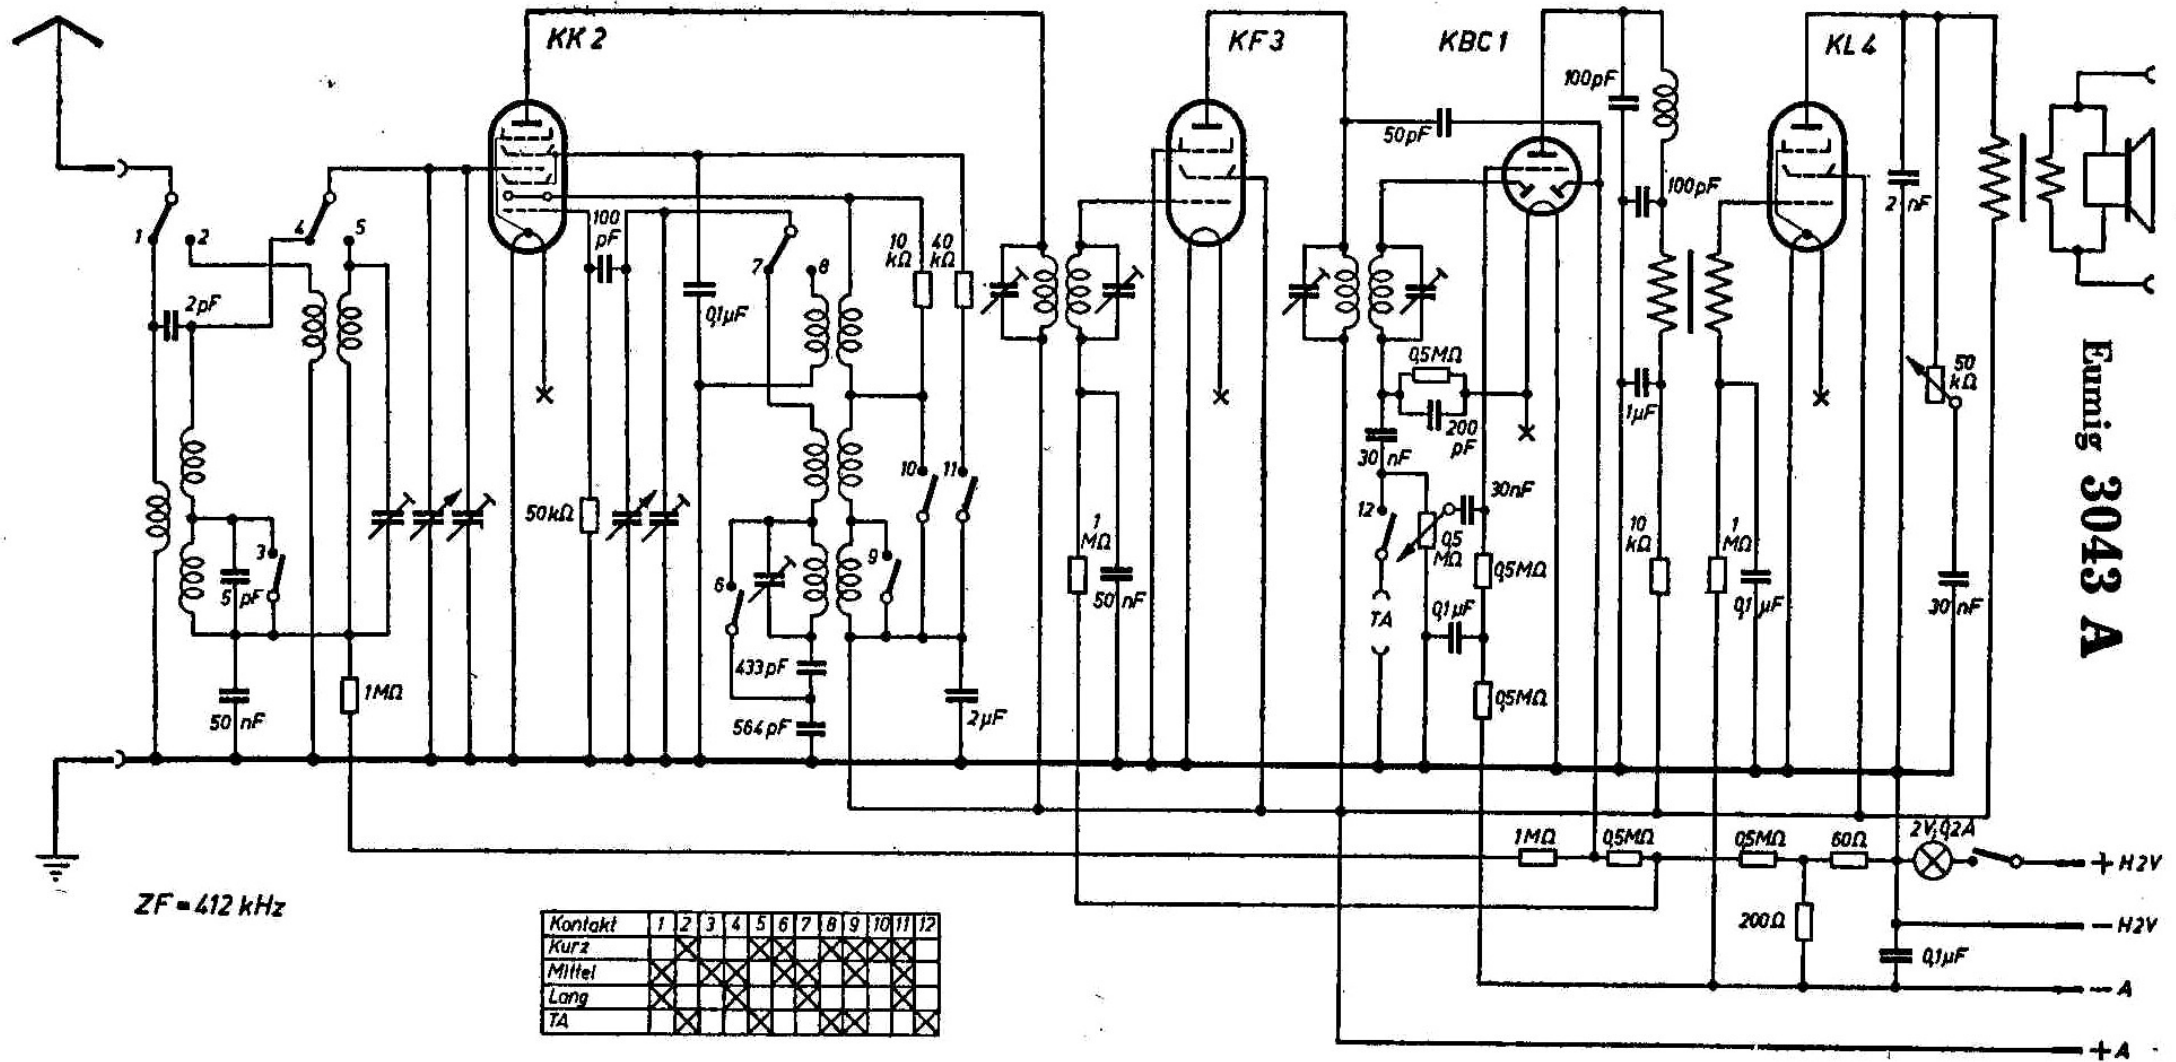 KK 2
KF3
KBC1
KL4
1
2
4
5
2pF
3
5 pF
50 nF
1MΩ
100 pF
50kΩ
0,1µF
7
8
10 kΩ
40 kΩ
10
11
9
6
433pF
564pF
2µF
1 MΩ
50 nF
50pF
0,5MΩ
200 pF
30 nF
12
TA
0,5 MΩ
30nF
0,5MΩ
0,1µF
0,5MΩ
100pF
100pF
1µF
10 kΩ
1 MΩ
0,1µF
2 nF
50 kΩ
30 nF
Eumig 3043 A
1MΩ
0,5MΩ
0,5MΩ
60Ω
2V,0,2A
+ H2V
200Ω
− H2V
0,1µF
− A
+ A
ZF = 412 kHz
Kontakt 1 2 3 4 5 6 7 8 9 10 11 12
Kurz
Mittel
Lang
TA